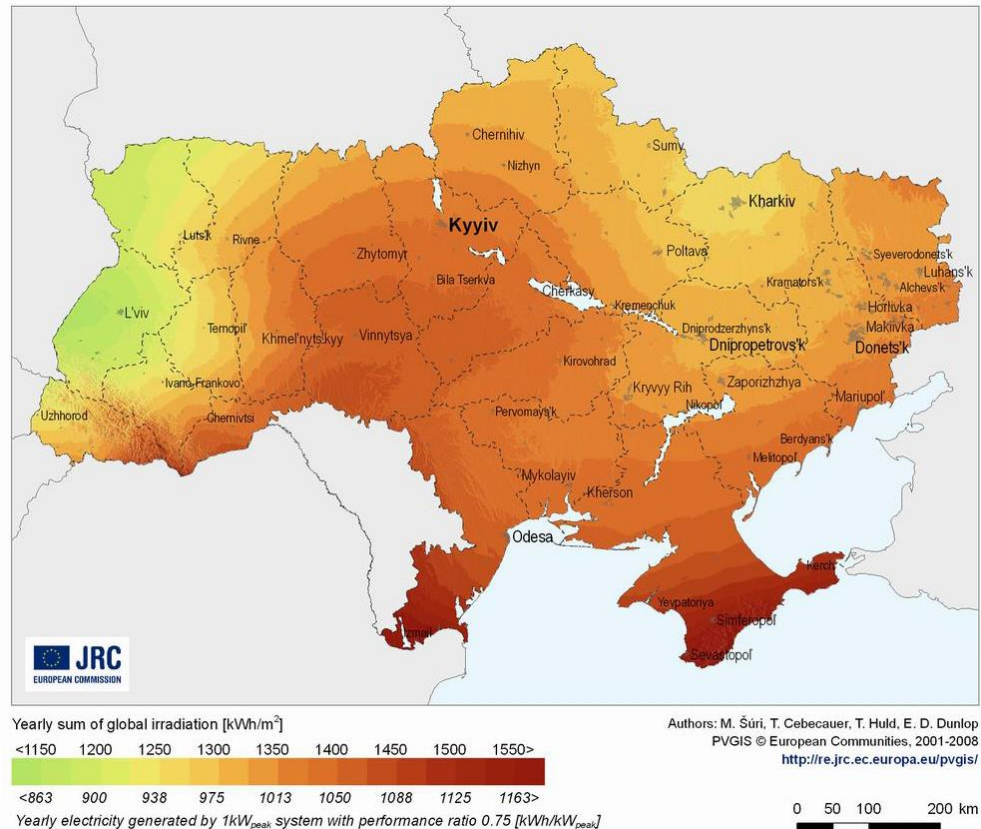 Chernihiv
Sumy
Nizhyn
Kharkiv
Kyyiv
Luts'k
Rivne
Zhytomyr
Poltava
Syeverodonets'k
Luhans'k
Bila Tserkva
Kramators'k
Alchevs'k
Cherkasy
Kremenchuk
Horlivka
L'viv
Ternopil'
Khmel'nyts'kyy
Vinnytsya
Dniprodzerzhyns'k
Makiivka
Dnipropetrovs'k
Donets'k
Kirovohrad
Ivano-Frankovo
Kryvyy Rih
Zaporizhzhya
Mariupol'
Uzhhorod
Chernivtsi
Pervomays'k
Nikopol'
Berdyans'k
Melitopol'
Mykolayiv
Kherson
Odesa
Kerch
Yevpatoriya
Simferopol'
Izmail
Sevastopol'
JRC
EUROPEAN COMMISSION
Yearly sum of global irradiation [kWh/m²]
<1150 1200 1250 1300 1350 1400 1450 1500 1550>
<863 900 938 975 1013 1050 1088 1125 1163>
Yearly electricity generated by 1kWpeak system with performance ratio 0.75 [kWh/kWpeak]
Authors: M. Šúri, T. Cebecauer, T. Huld, E. D. Dunlop
PVGIS © European Communities, 2001-2008
http://re.jrc.ec.europa.eu/pvgis/
0 50 100 200 km